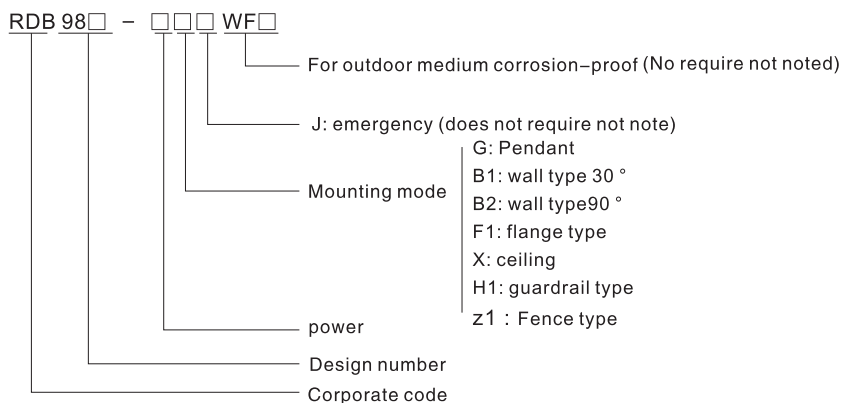 RDB 98□ – □□□ WF□
For outdoor medium corrosion–proof (No require not noted)
J: emergency (does not require not note)
Mounting mode
G: Pendant
B1: wall type 30 °
B2: wall type90 °
F1: flange type
X: ceiling
H1: guardrail type
z1 : Fence type
power
Design number
Corporate code